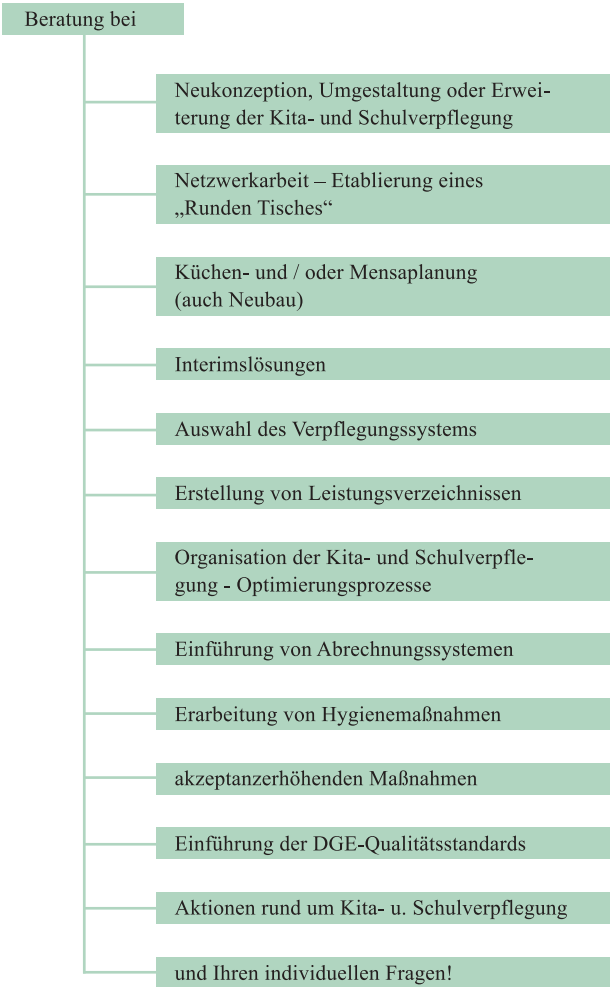 Beratung bei
Neukonzeption, Umgestaltung oder Erwei-
terung der Kita- und Schulverpflegung
Netzwerkarbeit – Etablierung eines
„Runden Tisches“
Küchen- und / oder Mensaplanung
(auch Neubau)
Interimslösungen
Auswahl des Verpflegungssystems
Erstellung von Leistungsverzeichnissen
Organisation der Kita- und Schulverpfle-
gung - Optimierungsprozesse
Einführung von Abrechnungssystemen
Erarbeitung von Hygienemaßnahmen
akzeptanzerhöhenden Maßnahmen
Einführung der DGE-Qualitätsstandards
Aktionen rund um Kita- u. Schulverpflegung
und Ihren individuellen Fragen!